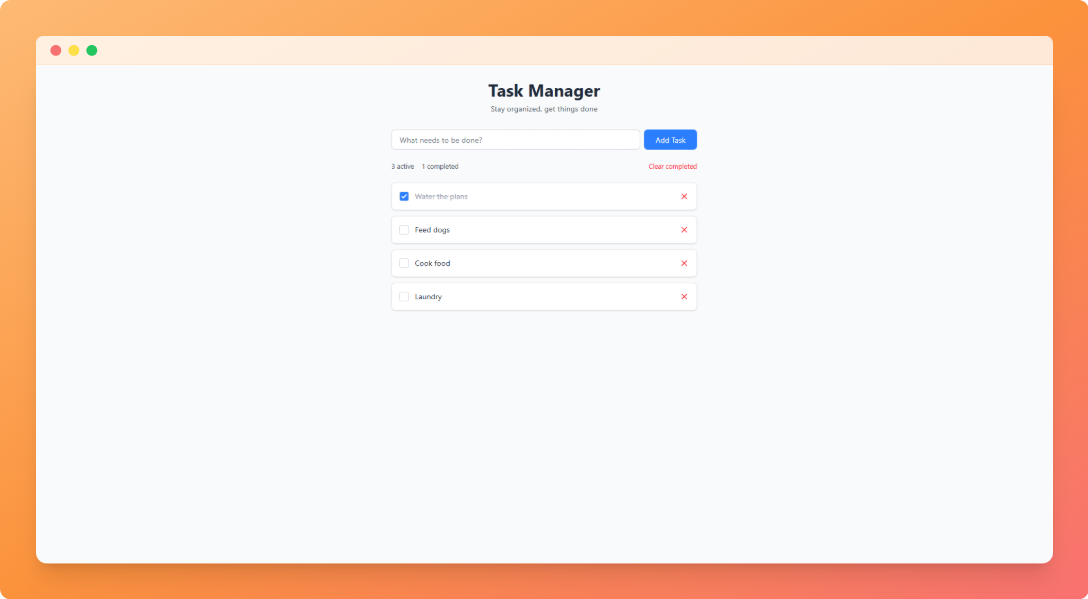 Task Manager
Stay organized, get things done
What needs to be done?
Add Task
3 active 1 completed
Clear completed
Water the plans
Feed dogs
Cook food
Laundry